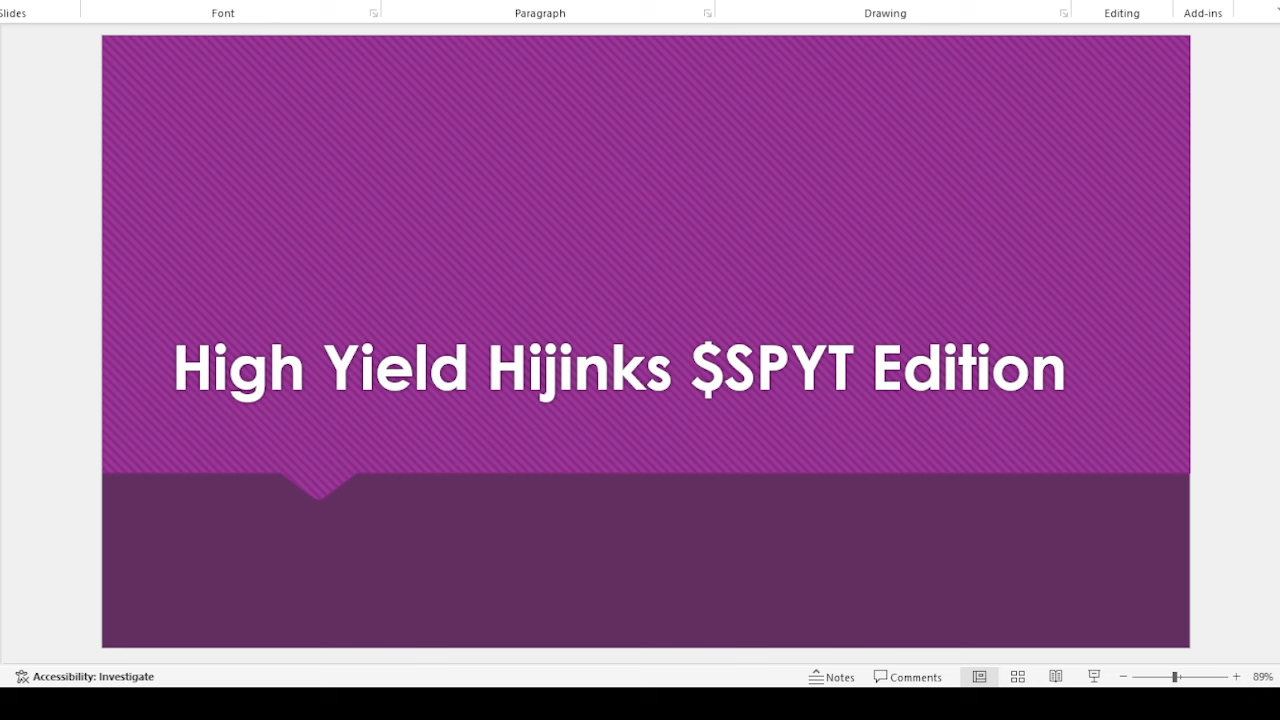 Slides Font Paragraph Drawing Editing Add-ins
High Yield Hijinks $SPYT Edition
Accessibility: Investigate Notes Comments 89%